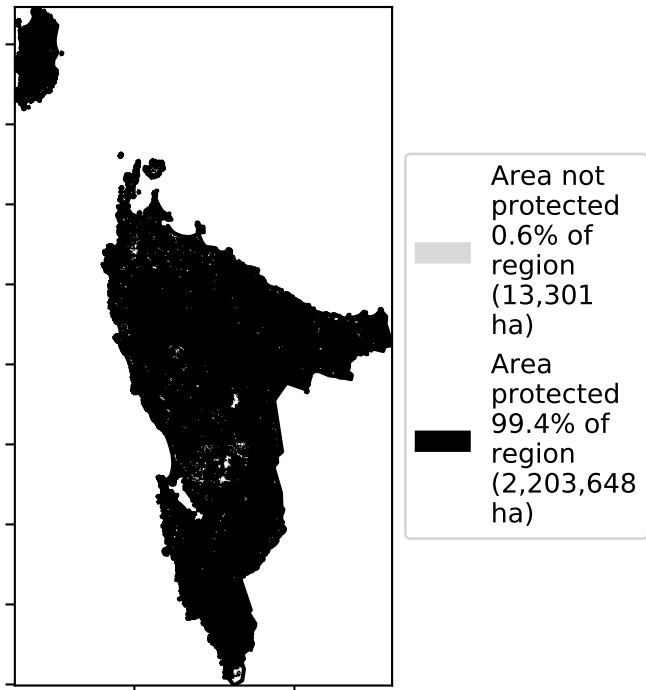 Area not
protected
0.6% of
region
(13,301
ha)
Area
protected
99.4% of
region
(2,203,648
ha)